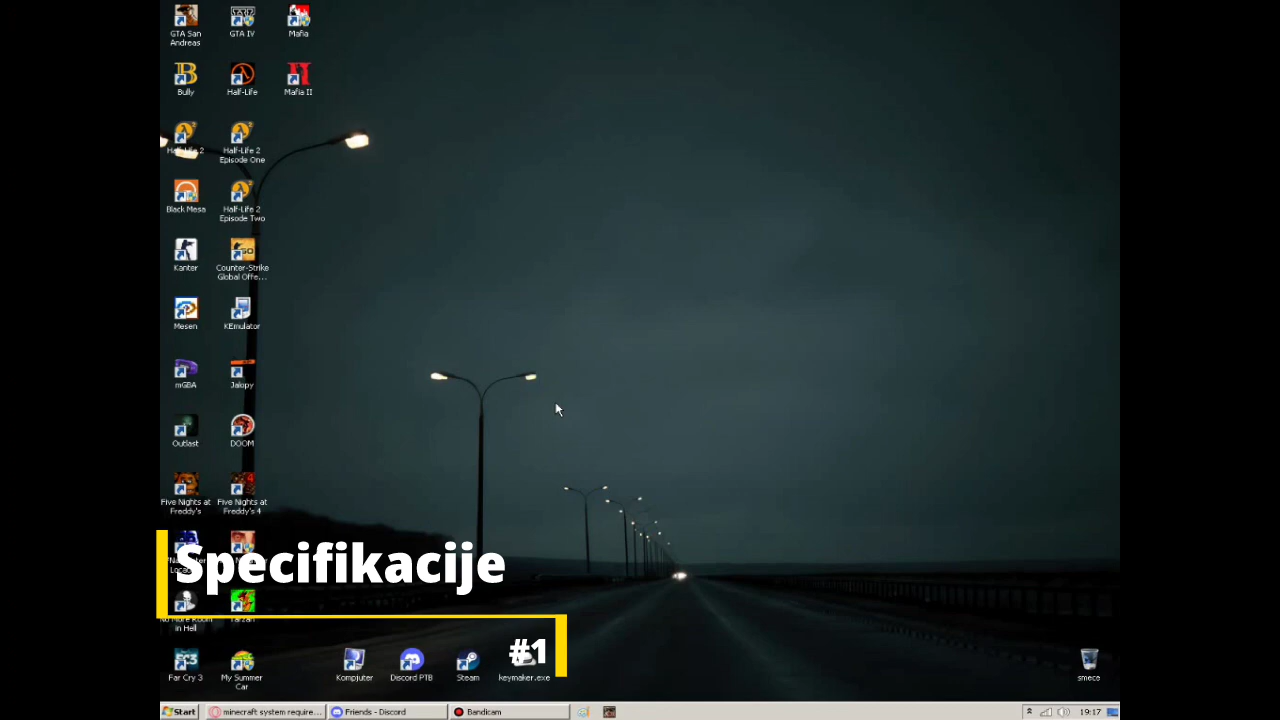 GTA San
Andreas
GTA IV
Mafia
Bully
Half-Life
Mafia II
Half-Life 2
Half-Life 2
Episode One
Black Mesa
Half-Life 2
Episode Two
Kanter
Counter-Strike
Global Offe...
Mesen
KEmulator
mGBA
Jalopy
Outlast
DOOM
Five Nights at
Freddy's
Five Nights at
Freddy's 4
Specifikacije
#1
No More Room
in Hell
Tarzan
Far Cry 3
My Summer
Car
Kompjuter
Discord PTB
Steam
keymaker.exe
smece
Start
minecraft system require...
Friends - Discord
Bandicam
19:17